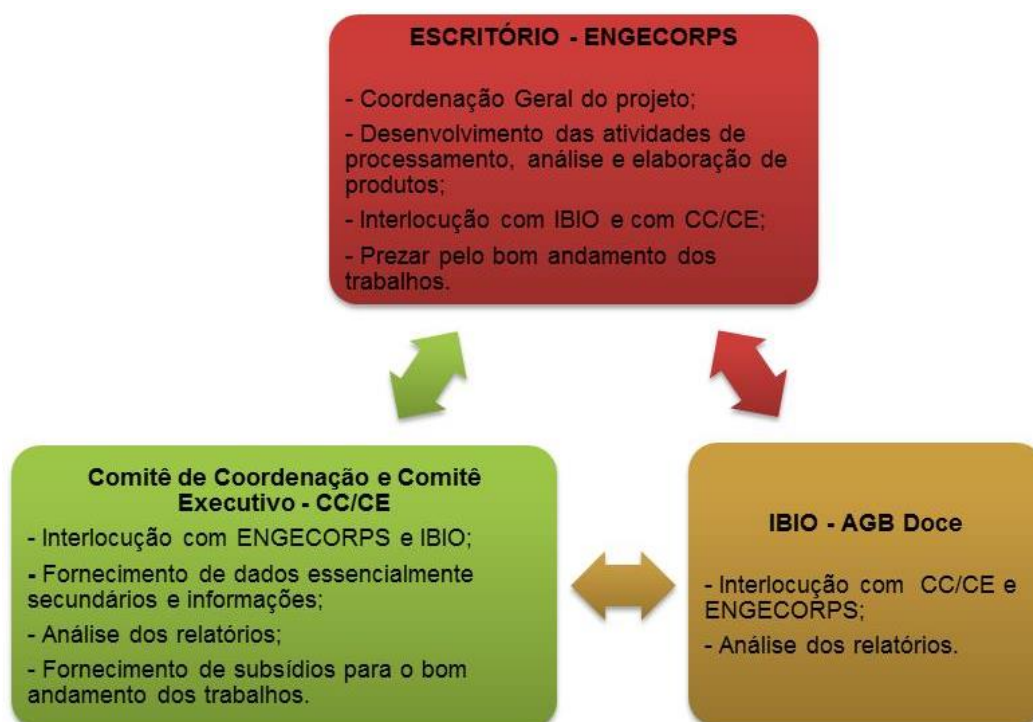 ESCRITÓRIO - ENGECORPS
- Coordenação Geral do projeto;
- Desenvolvimento das atividades de
processamento, análise e elaboração de
produtos;
- Interlocução com IBIO e com CC/CE;
- Prezar pelo bom andamento dos
trabalhos.
Comitê de Coordenação e Comitê
Executivo - CC/CE
- Interlocução com ENGECORPS e IBIO;
- Fornecimento de dados essencialmente
secundários e informações;
- Análise dos relatórios;
- Fornecimento de subsídios para o bom
andamento dos trabalhos.
IBIO - AGB Doce
- Interlocução com CC/CE e
ENGECORPS;
- Análise dos relatórios.